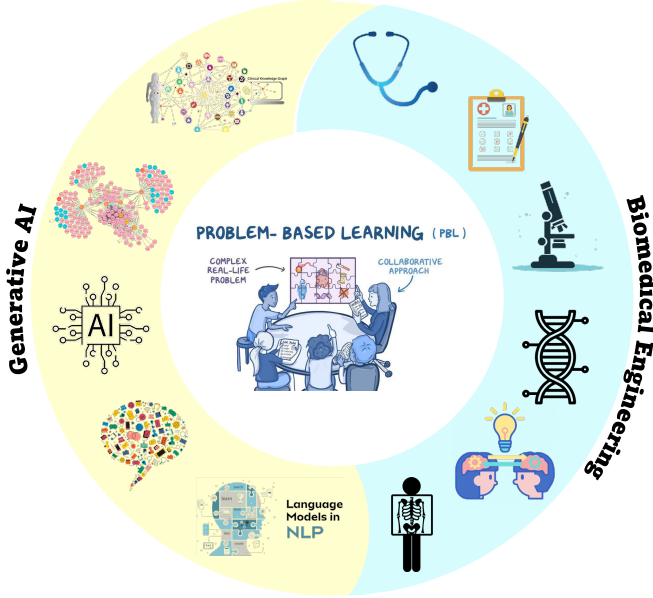 Clinical Knowledge Graph
Generative AI
Biomedical Engineering
PROBLEM- BASED LEARNING (PBL)
COMPLEX
REAL-LIFE
PROBLEM
COLLABORATIVE
APPROACH
AI
Language
Models in
NLP